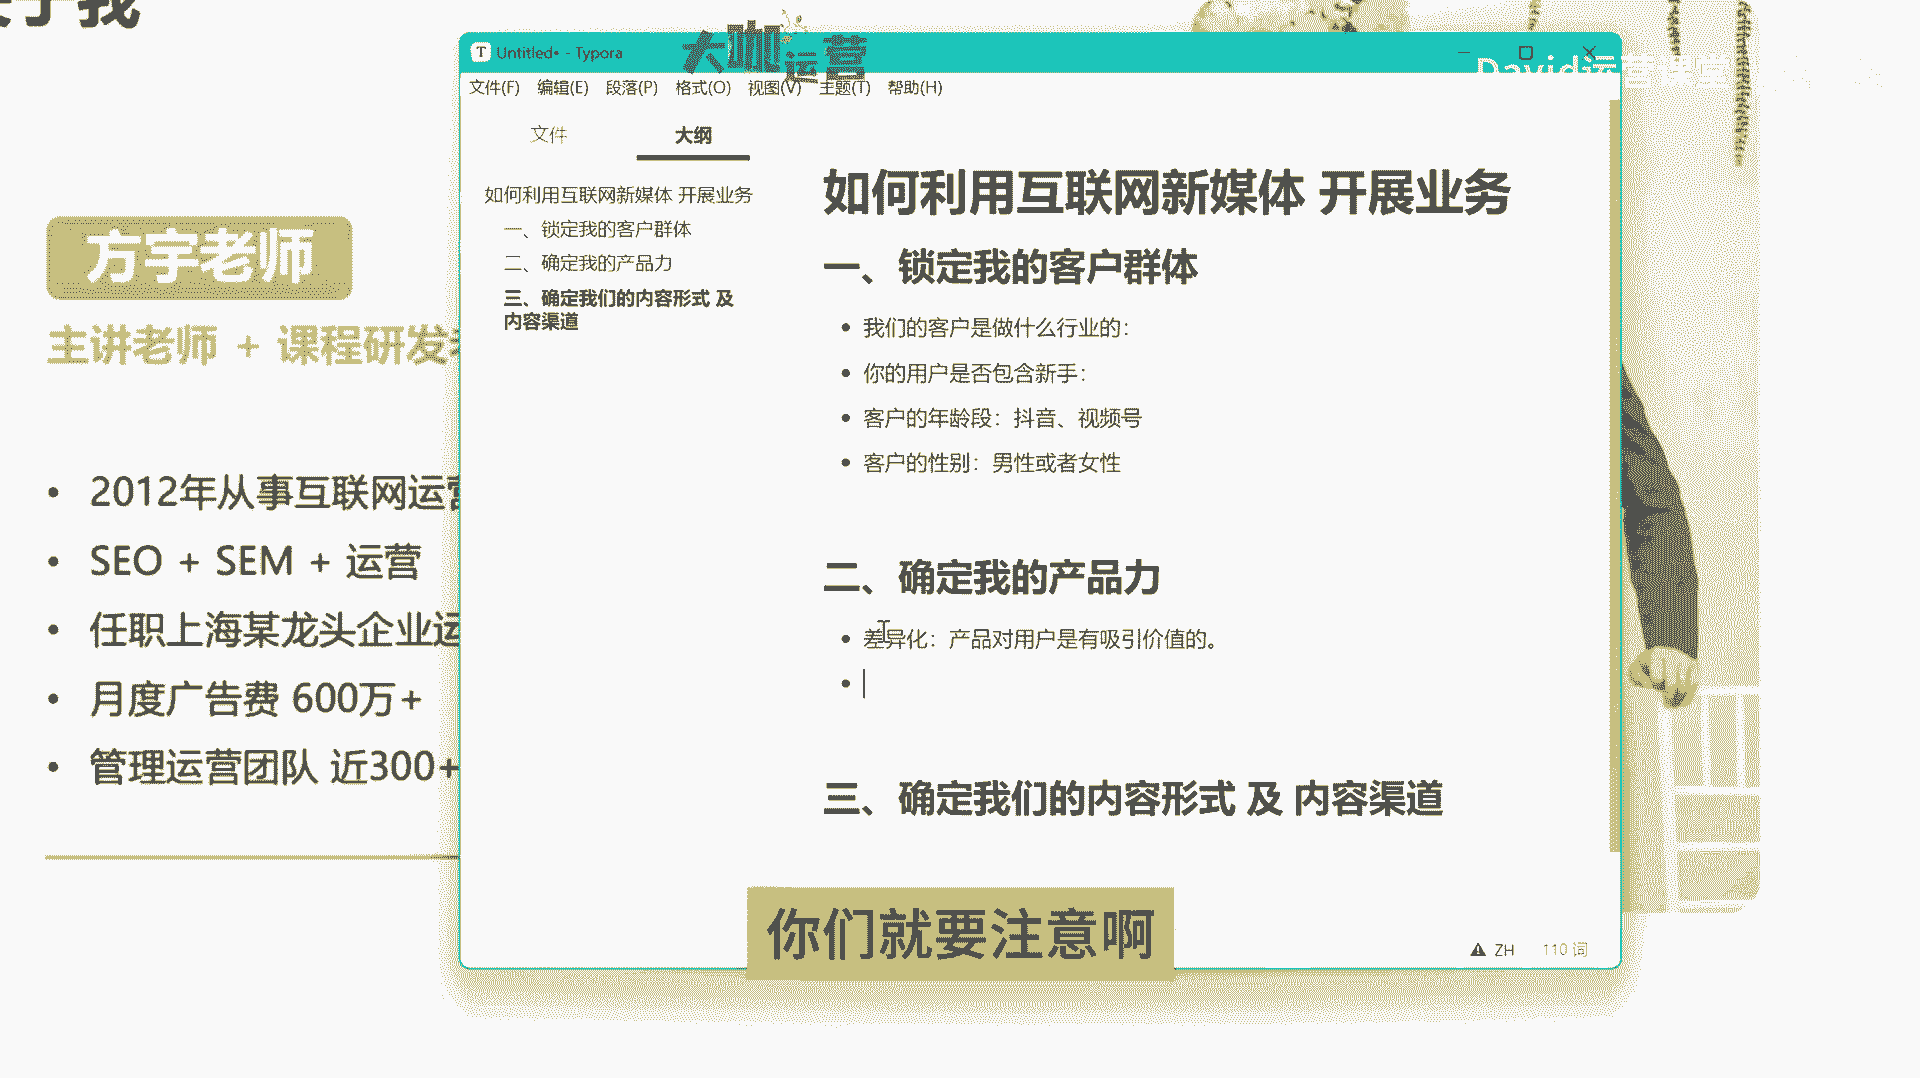 方宇老师
主讲老师 + 课程研发
2012年从事互联网运营
SEO + SEM + 运营
任职上海某龙头企业运
月度广告费 600万+
管理运营团队 近300+
Untitled• - Typora
大咖运营
David运营课堂
文件(F) 编辑(E) 段落(P) 格式(O) 视图(V) 主题(T) 帮助(H)
文件 大纲
如何利用互联网新媒体 开展业务
一、锁定我的客户群体
二、确定我的产品力
三、确定我们的内容形式 及
内容渠道
如何利用互联网新媒体 开展业务
一、锁定我的客户群体
我们的客户是做什么行业的：
你的用户是否包含新手：
客户的年龄段：抖音、视频号
客户的性别：男性或者女性
二、确定我的产品力
差异化：产品对用户是有吸引价值的。
三、确定我们的内容形式 及 内容渠道
你们就要注意啊
ZH 110 词